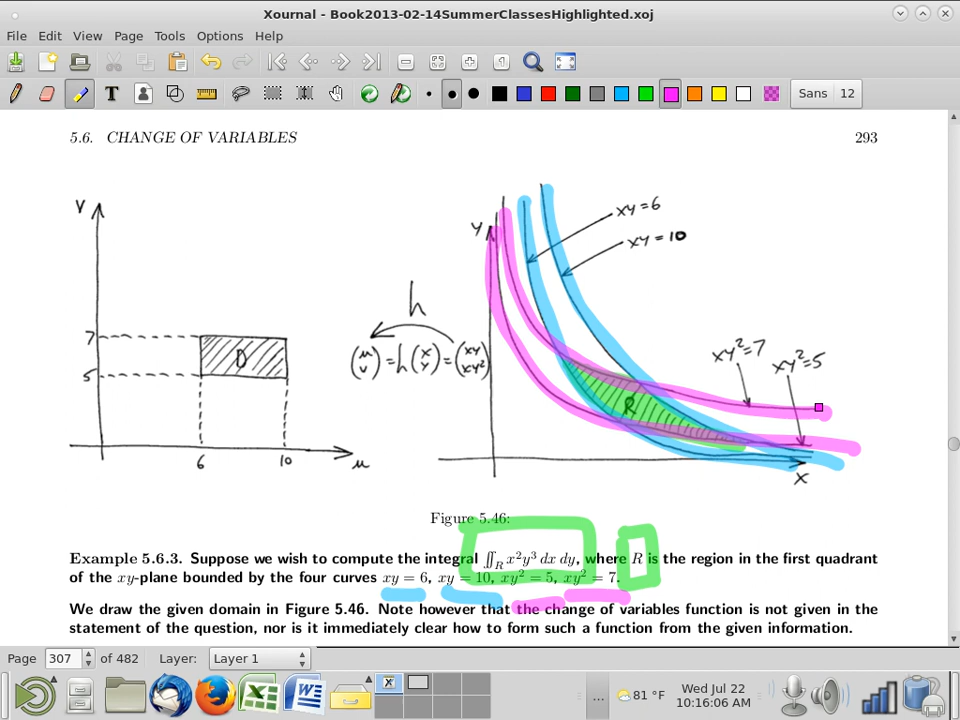 Xournal - Book2013-02-14SummerClassesHighlighted.xoj
File Edit View Page Tools Options Help
Sans 12
5.6. CHANGE OF VARIABLES 293
V
7
5
D
6
10
u
h
(u v) = h(x y) = (xy xy²)
y
xy=6
xy=10
xy²=7
xy²=5
R
x
Figure 5.46:
Example 5.6.3. Suppose we wish to compute the integral ∬_R x²y³ dx dy, where R is the region in the first quadrant
of the xy-plane bounded by the four curves xy = 6, xy = 10, xy² = 5, xy² = 7.
We draw the given domain in Figure 5.46. Note however that the change of variables function is not given in the
statement of the question, nor is it immediately clear how to form such a function from the given information.
Page 307 of 482 Layer: Layer 1
... 81 °F Wed Jul 22
10:16:06 AM